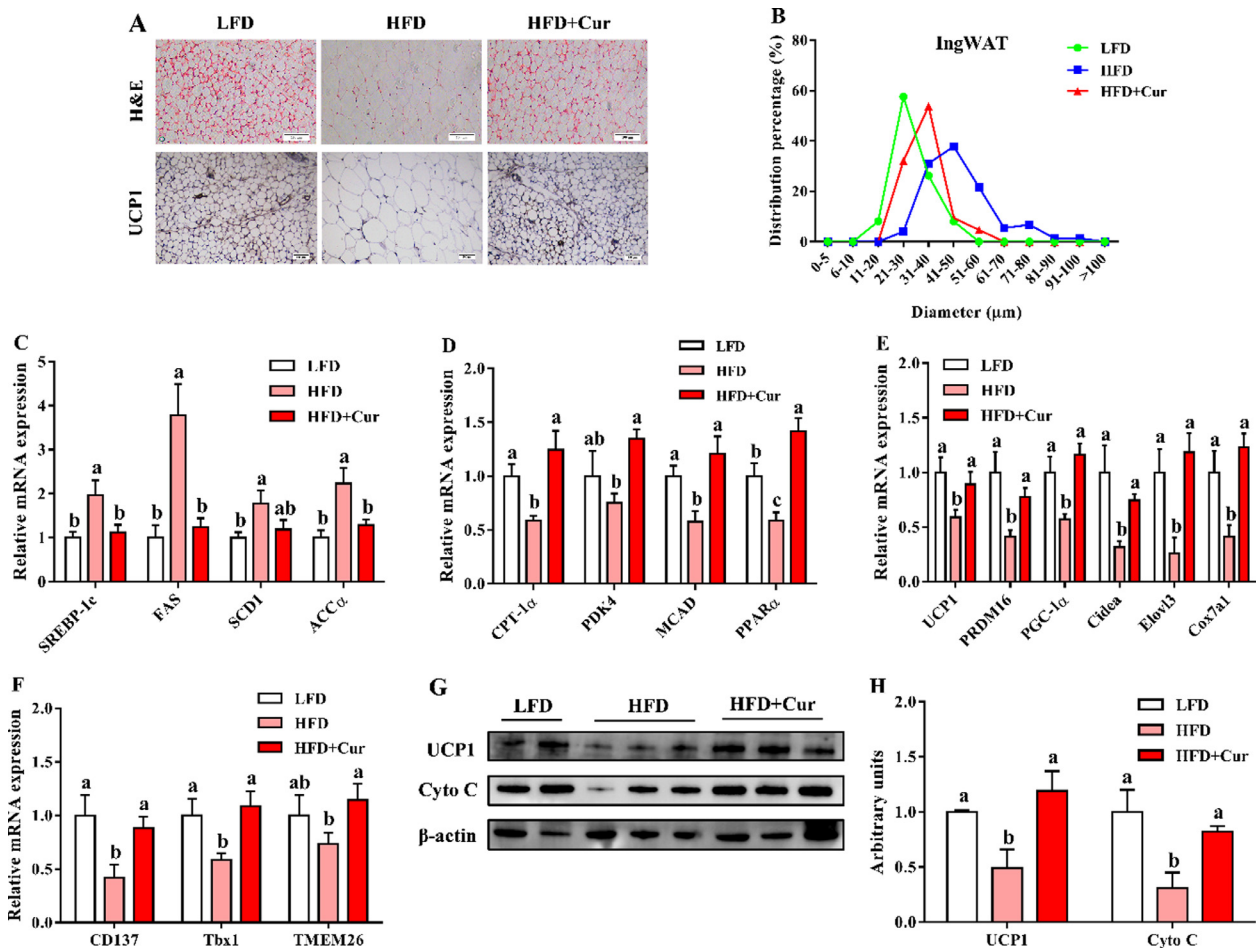 A
LFD
HFD
HFD+Cur
H&E
UCP1
B
IngWAT
LFD
HFD
HFD+Cur
Distribution percentage (%)
80
60
40
20
0
0-5
6-10
11-20
21-30
31-40
41-50
51-60
61-70
71-80
81-90
91-100
>100
Diameter (μm)
C
Relative mRNA expression
5
4
3
2
1
0
LFD
HFD
HFD+Cur
b a b
b a b
b a ab
b a b
SREBP-1c
FAS
SCD1
ACCα
D
Relative mRNA expression
2.0
1.5
1.0
0.5
0.0
LFD
HFD
HFD+Cur
a b a
ab b a
a b a
b c a
CPT-1α
PDK4
MCAD
PPARα
E
Relative mRNA expression
2.0
1.5
1.0
0.5
0.0
LFD
HFD
HFD+Cur
a b a
a b a
a b a
a b a
a b a
a b a
UCP1
PRDM16
PGC-1α
Cidea
Elovl3
Cox7a1
F
Relative mRNA expression
2.0
1.5
1.0
0.5
0.0
LFD
HFD
HFD+Cur
a b a
a b a
ab b a
CD137
Tbx1
TMEM26
G
LFD
HFD
HFD+Cur
UCP1
Cyto C
β-actin
H
Arbitrary units
2.0
1.5
1.0
0.5
0.0
LFD
HFD
HFD+Cur
a b a
a b a
UCP1
Cyto C